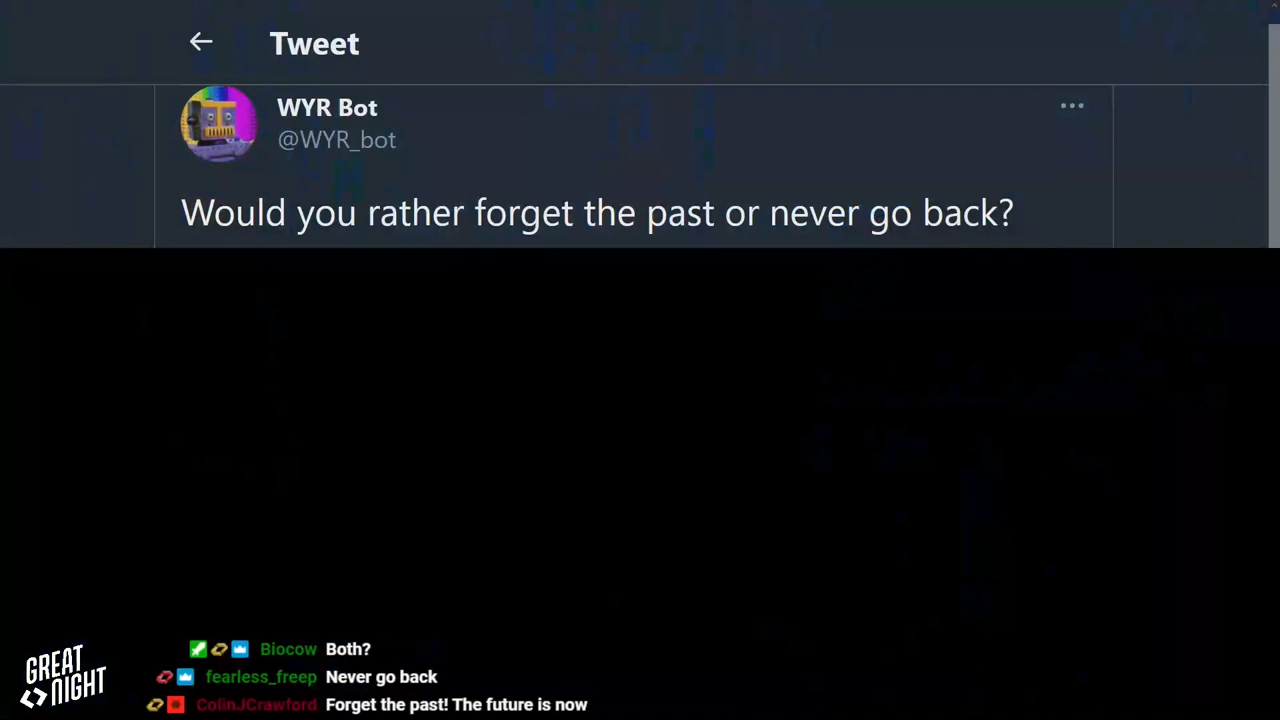 Tweet
WYR Bot
@WYR_bot
Would you rather forget the past or never go back?
Biocow Both?
fearless_freep Never go back
ColinJCrawford Forget the past! The future is now
GREAT
NIGHT